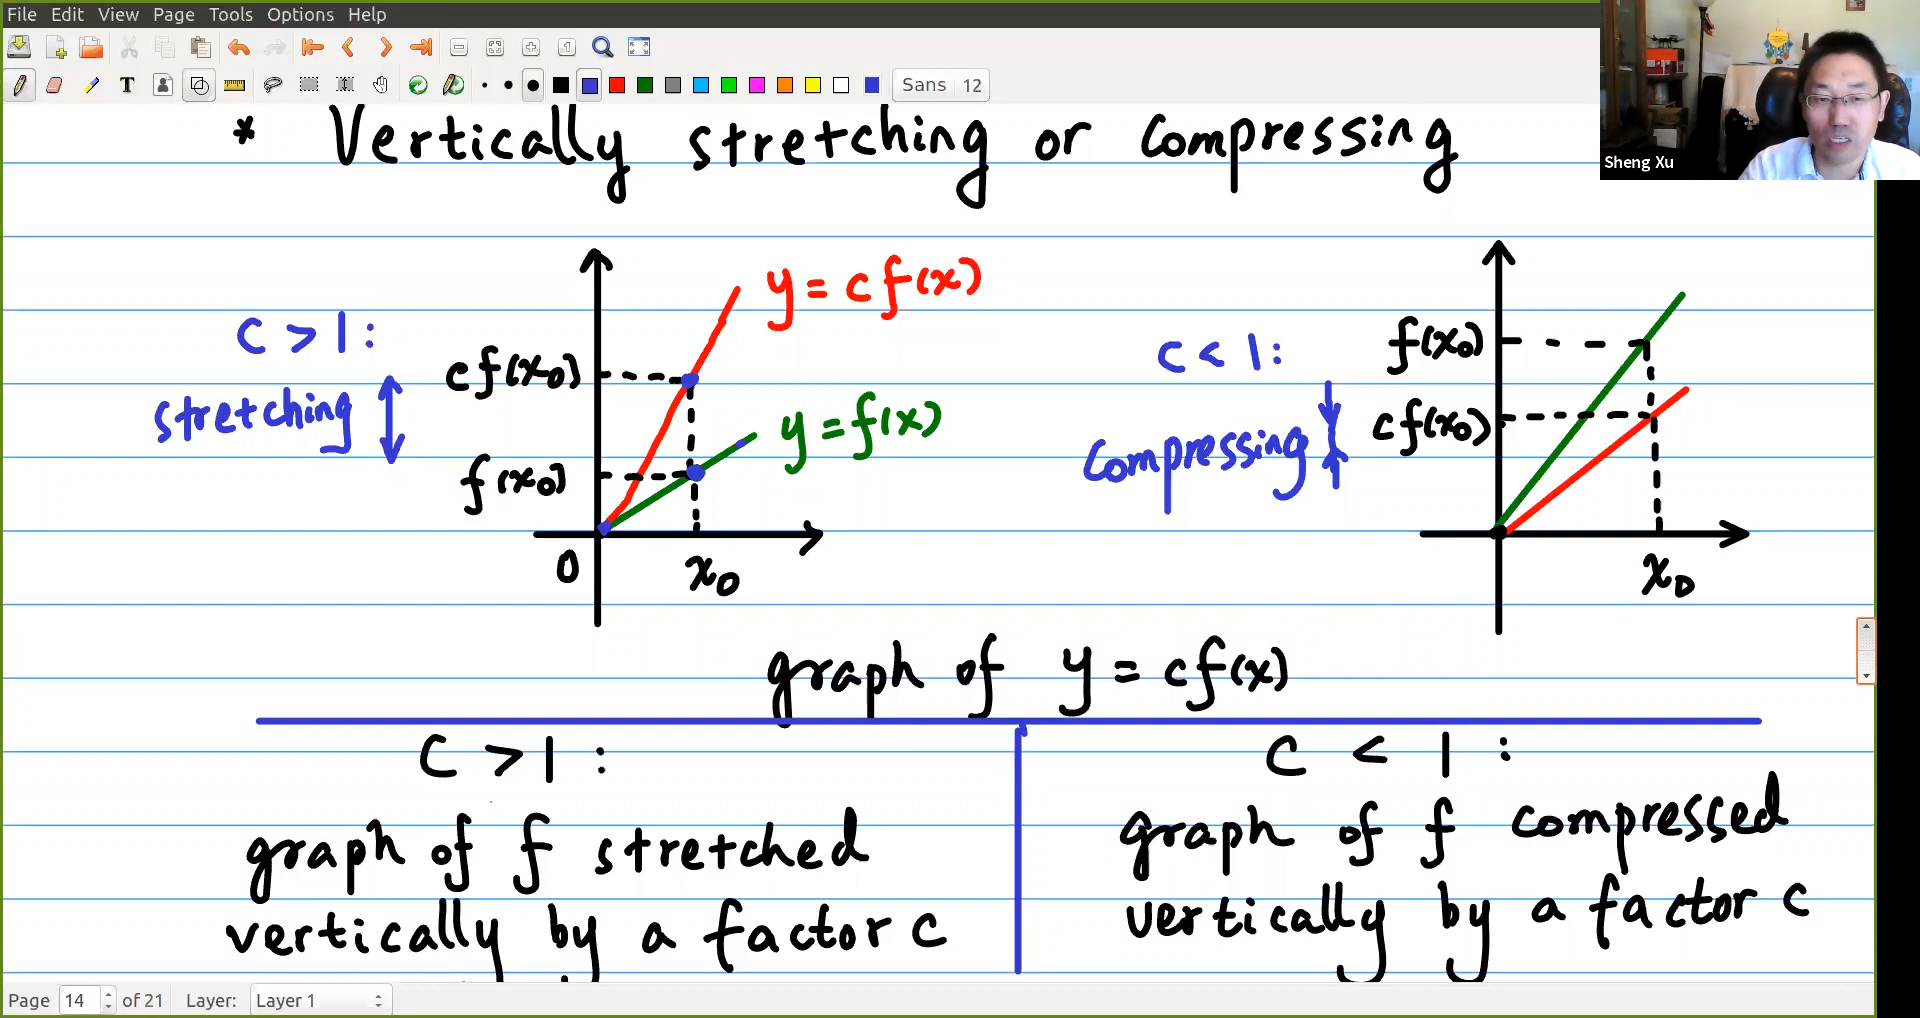 File Edit View Page Tools Options Help
Sans 12
Sheng Xu
* Vertically stretching or compressing
y = cf(x)
c > 1:
stretching
cf(x0)
y = f(x)
f(x0)
0
x0
c < 1:
compressing
f(x0)
cf(x0)
x0
graph of y = cf(x)
C > 1 :
graph of f stretched
vertically by a factor c
C < 1 :
graph of f compressed
vertically by a factor c
Page 14 of 21 Layer: Layer 1